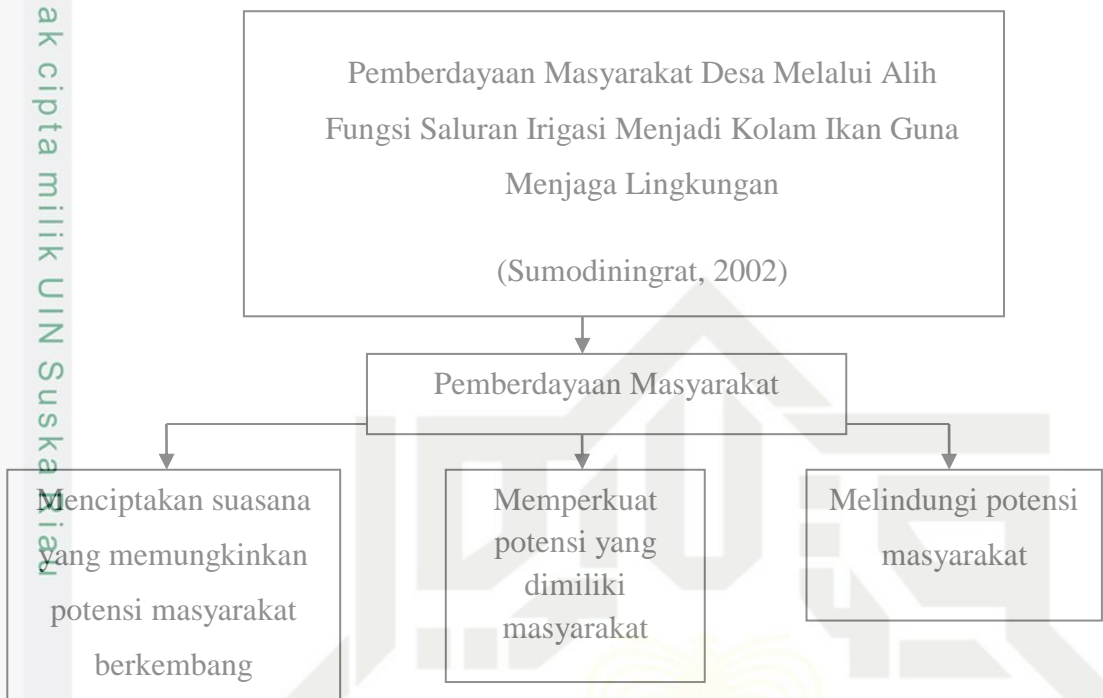 ak cipta milik UIN Suska Riau
Pemberdayaan Masyarakat Desa Melalui Alih
Fungsi Saluran Irigasi Menjadi Kolam Ikan Guna
Menjaga Lingkungan
(Sumodiningrat, 2002)
Pemberdayaan Masyarakat
Menciptakan suasana
yang memungkinkan
potensi masyarakat
berkembang
Memperkuat
potensi yang
dimiliki
masyarakat
Melindungi potensi
masyarakat